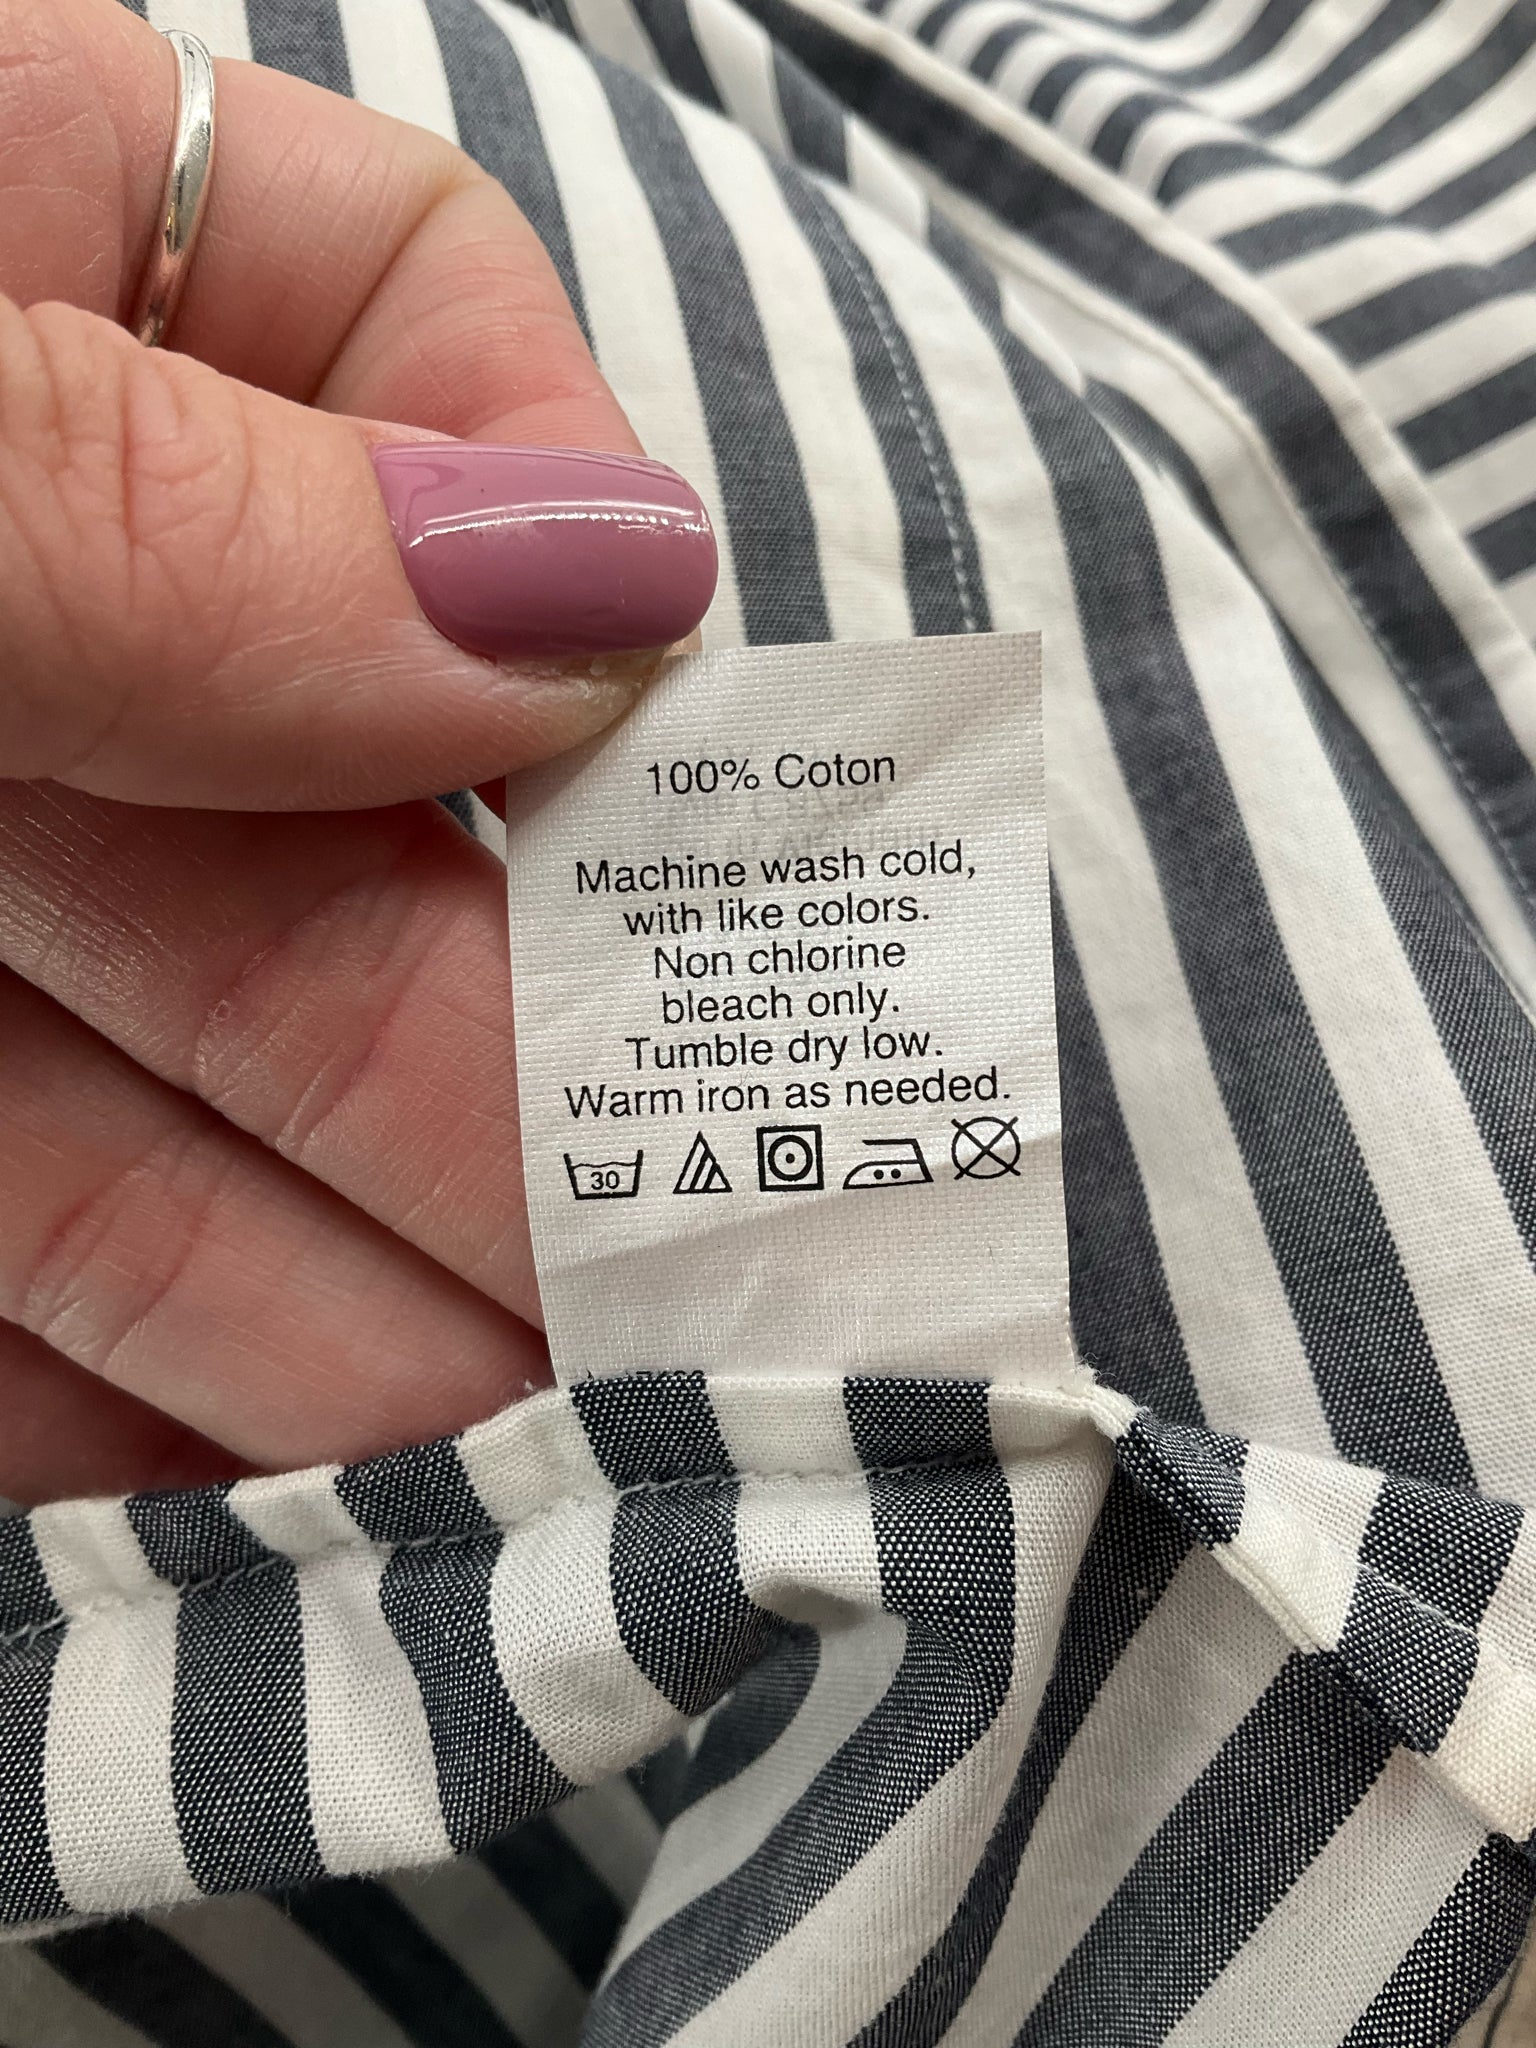 100% Coton
Machine wash cold,
with like colors.
Non chlorine
bleach only.
Tumble dry low.
Warm iron as needed.
30